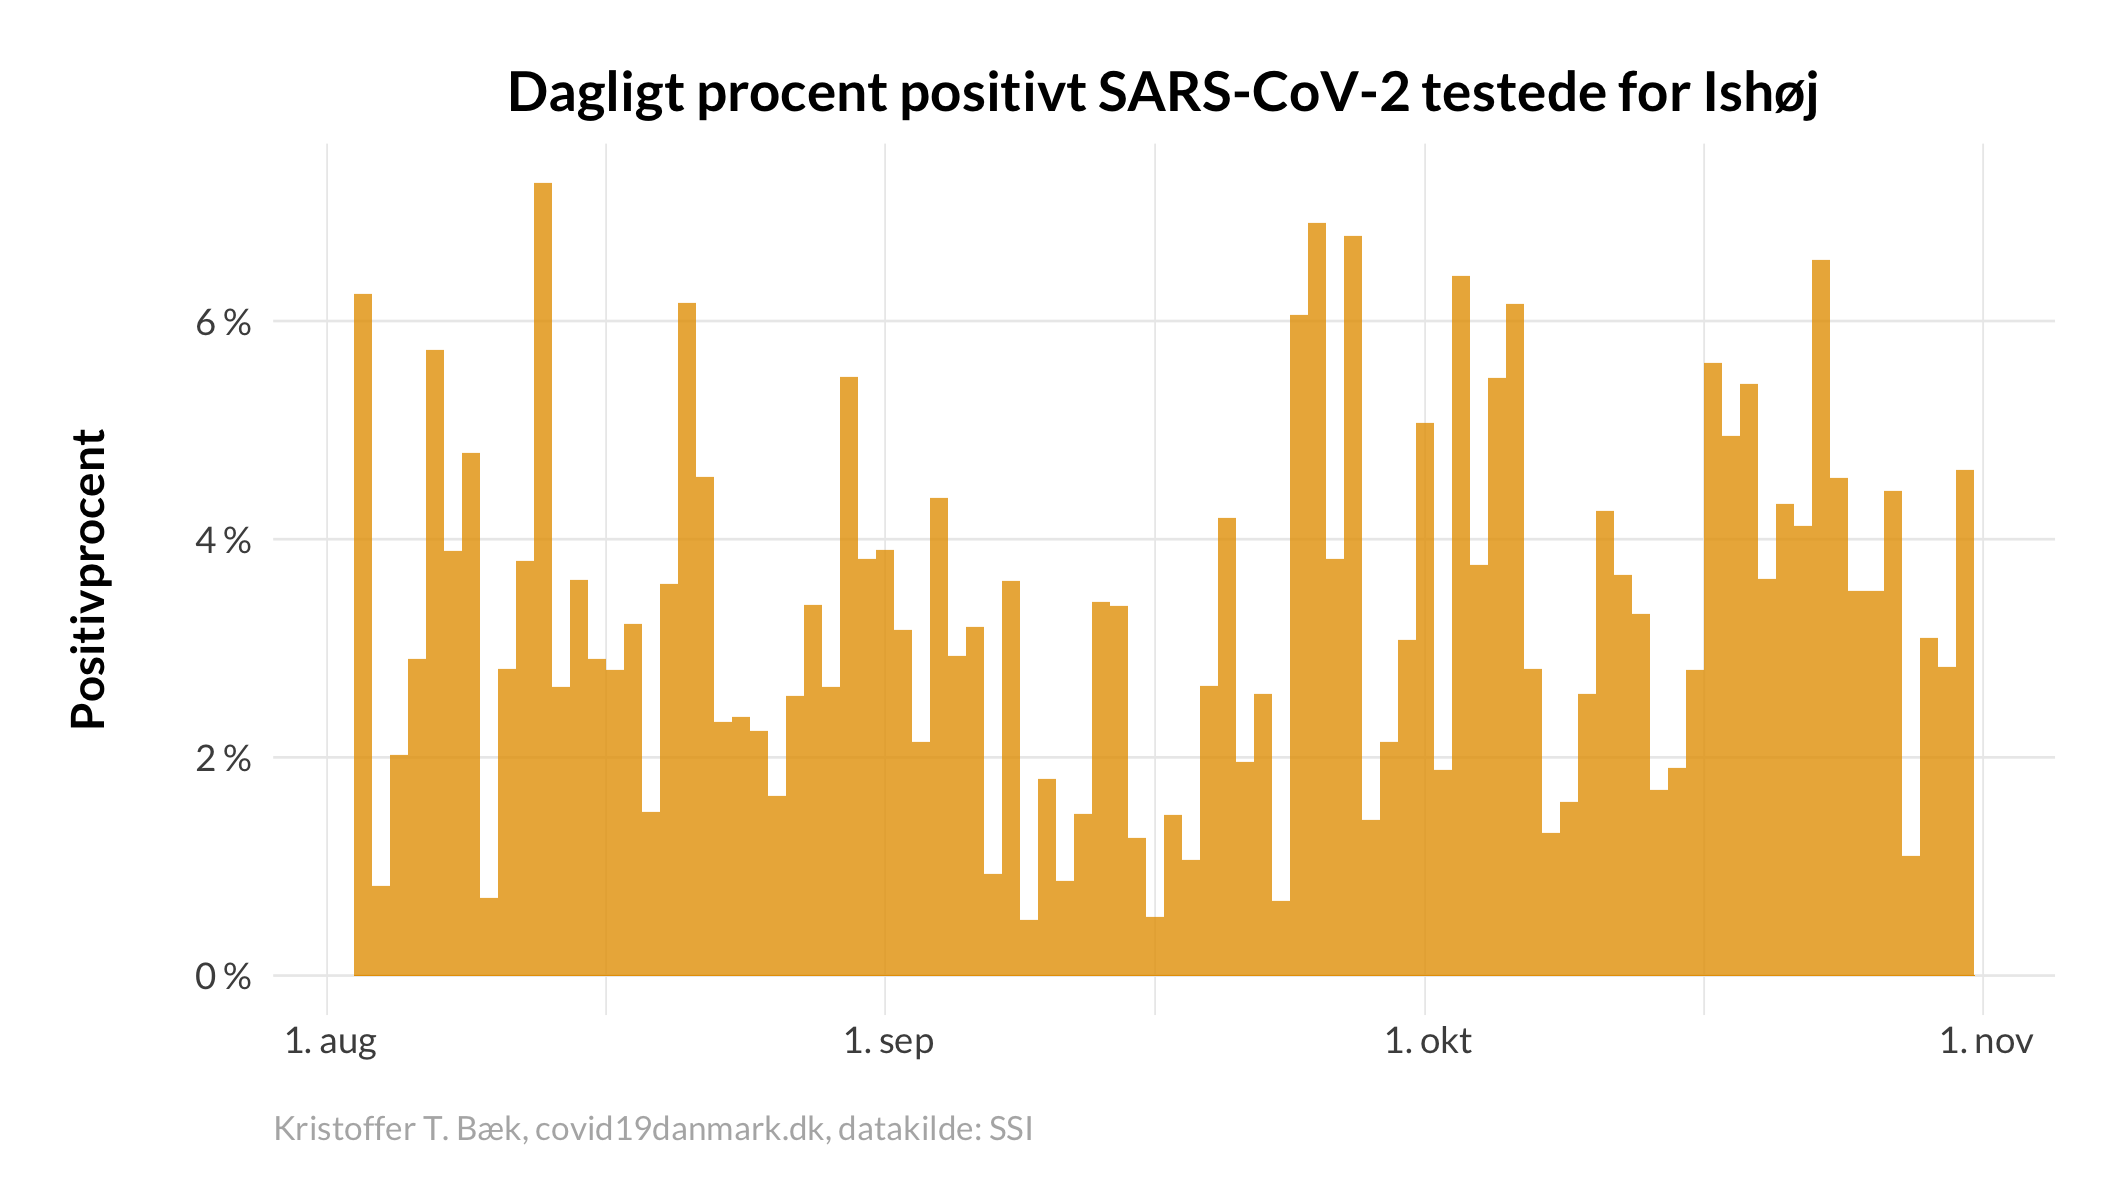 Dagligt procent positivt SARS-CoV-2 testede for Ishøj
Positivprocent
6 %
4 %
2 %
0 %
1. aug
1. sep
1. okt
1. nov
Kristoffer T. Bæk, covid19danmark.dk, datakilde: SSI